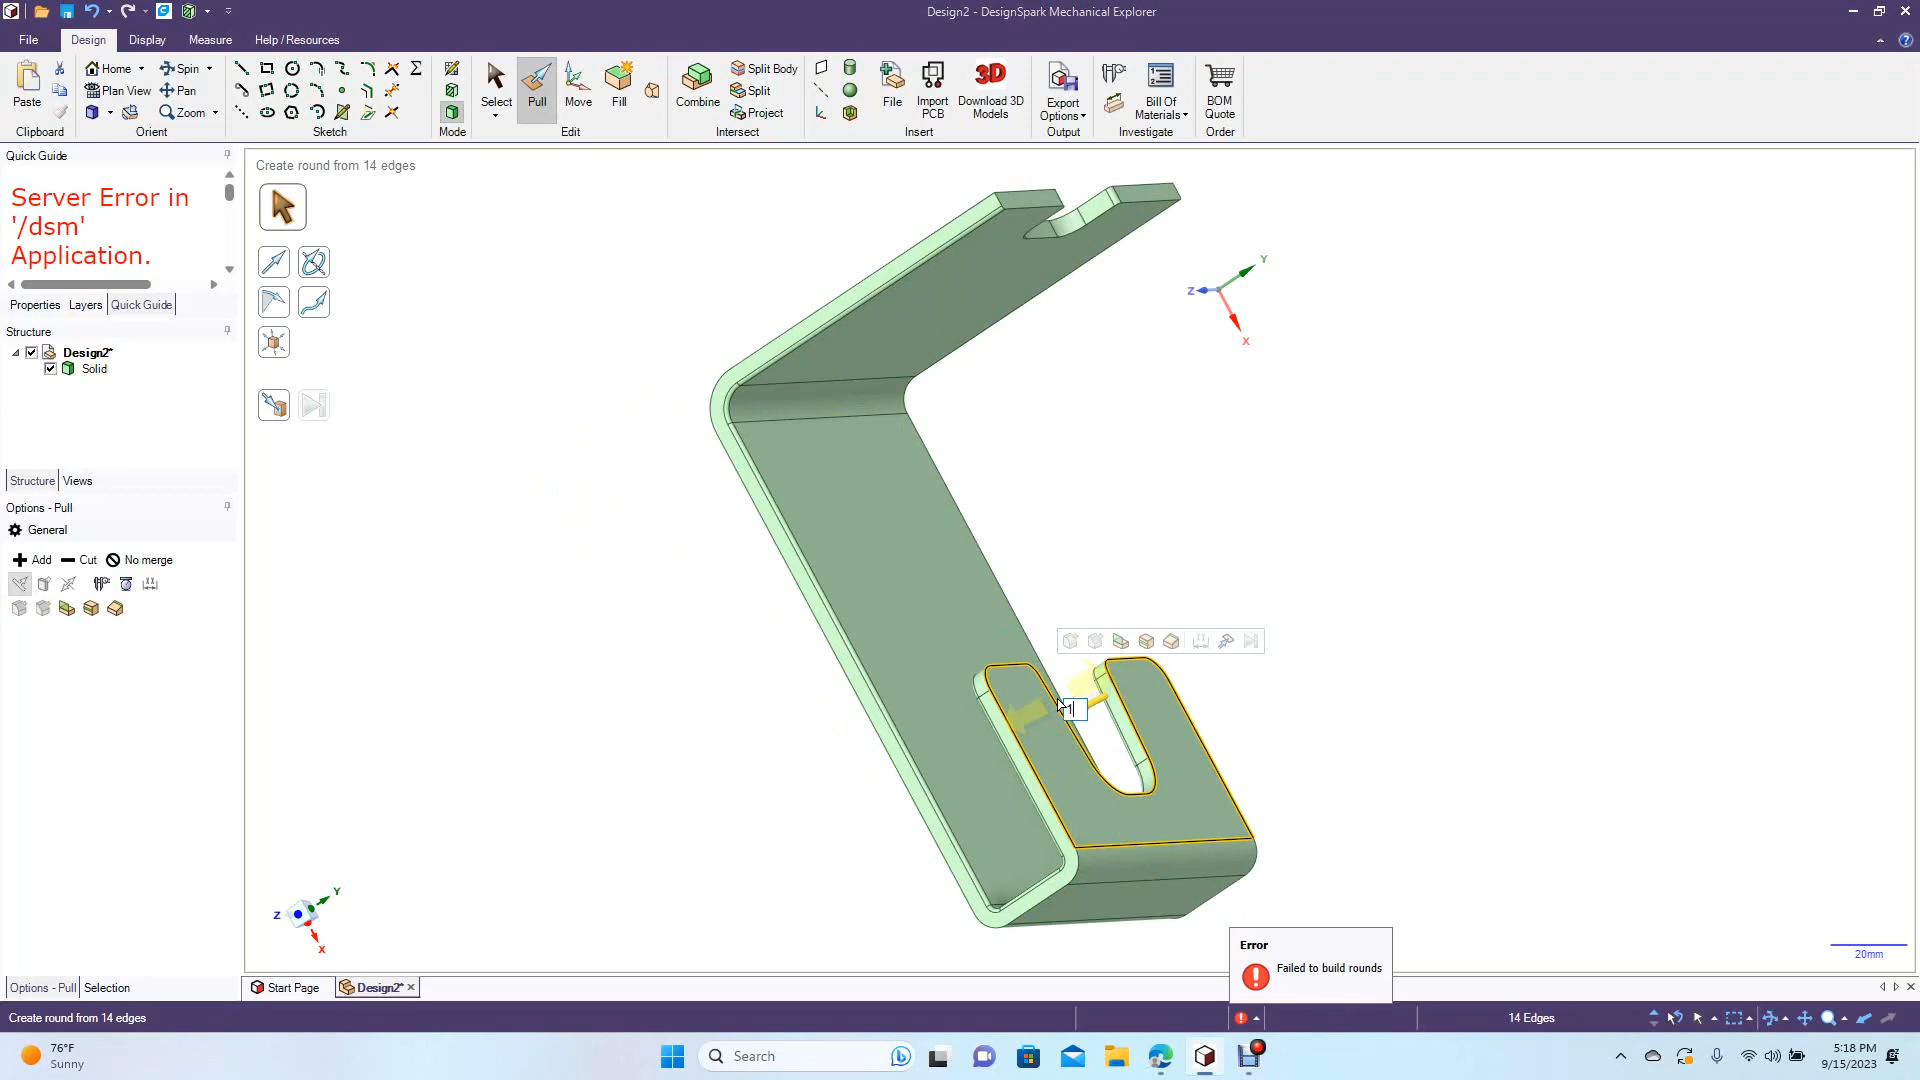 Design2 - DesignSpark Mechanical Explorer
File Design Display Measure Help / Resources
Paste
Clipboard
Home
Plan View
Spin
Pan
Zoom
Orient
Sketch
Mode
Select
Pull
Move
Fill
Edit
Combine
Split Body
Split
Project
Intersect
File
Import PCB
Download 3D Models
Insert
Export Options
Output
Bill Of Materials
Investigate
BOM Quote
Order
Quick Guide
Server Error in
'/dsm'
Application.
Properties Layers Quick Guide
Structure
Design2*
Solid
Structure Views
Options - Pull
General
Add Cut No merge
Create round from 14 edges
Y
Z
X
1
Y
Z
X
20mm
Error
Failed to build rounds
Options - Pull Selection
Start Page Design2*
Create round from 14 edges
14 Edges
76°F
Sunny
Search
5:18 PM
9/15/2023